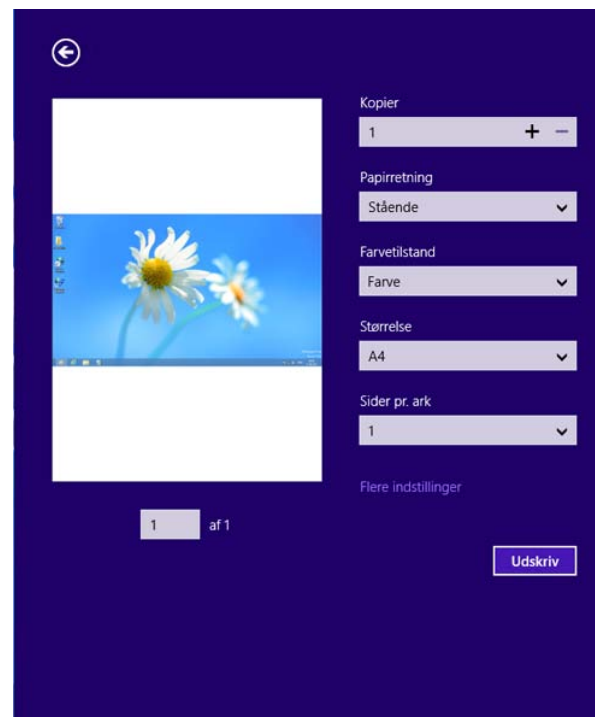 Kopier
1
Papirretning
Stående
Farvetilstand
Farve
Størrelse
A4
Sider pr. ark
1
Flere indstillinger
1 af 1
Udskriv